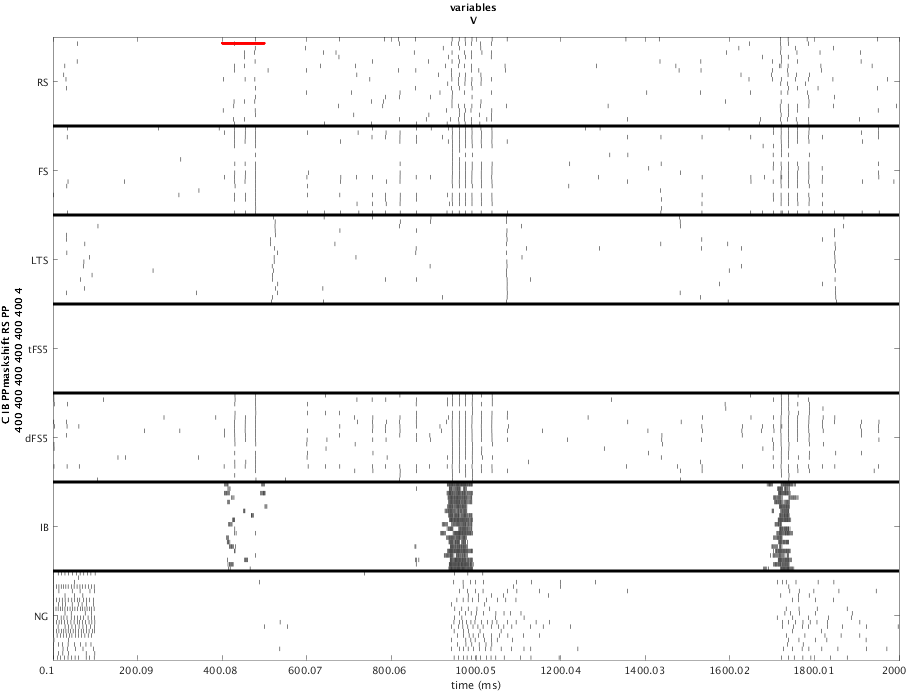 variables
V
C IB PPmaskshift RS PP
400 400 400 400 400 400 4
RS
FS
LTS
tFS5
dFS5
IB
NG
0.1 200.09 400.08 600.07 800.06 1000.05 1200.04 1400.03 1600.02 1800.01 2000
time (ms)